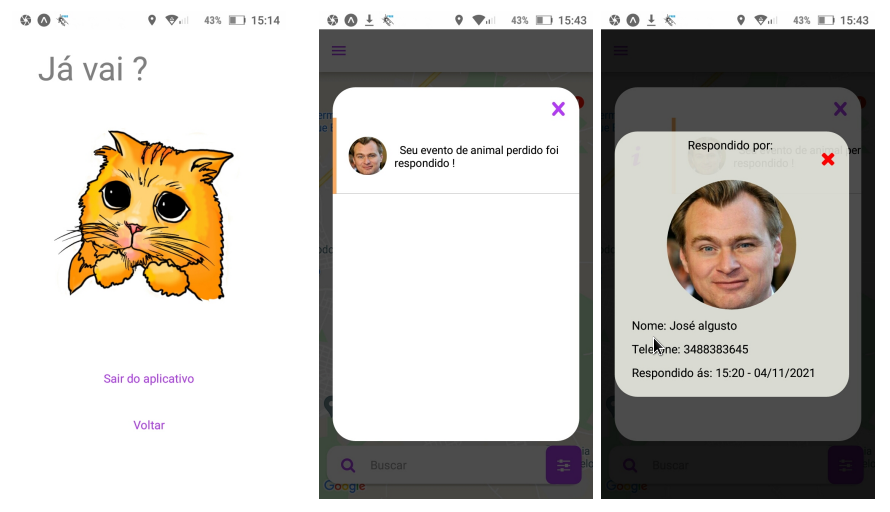 43% 15:14
Já vai ?
Sair do aplicativo
Voltar
43% 15:43
Seu evento de animal perdido foi
respondido !
Buscar
Google
43% 15:43
Respondido por:
respondido !
Nome: José algusto
Telefone: 3488383645
Respondido ás: 15:20 - 04/11/2021
Buscar
Google